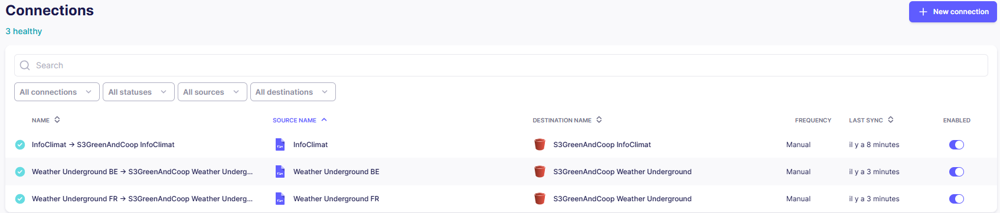 Connections
New connection
3 healthy
Search
All connections All statuses All sources All destinations
NAME SOURCE NAME DESTINATION NAME FREQUENCY LAST SYNC ENABLED
InfoClimat → S3GreenAndCoop InfoClimat InfoClimat S3GreenAndCoop InfoClimat Manual il y a 8 minutes
Weather Underground BE → S3GreenAndCoop Weather Underg... Weather Underground BE S3GreenAndCoop Weather Underground Manual il y a 3 minutes
Weather Underground FR → S3GreenAndCoop Weather Underg... Weather Underground FR S3GreenAndCoop Weather Underground Manual il y a 3 minutes